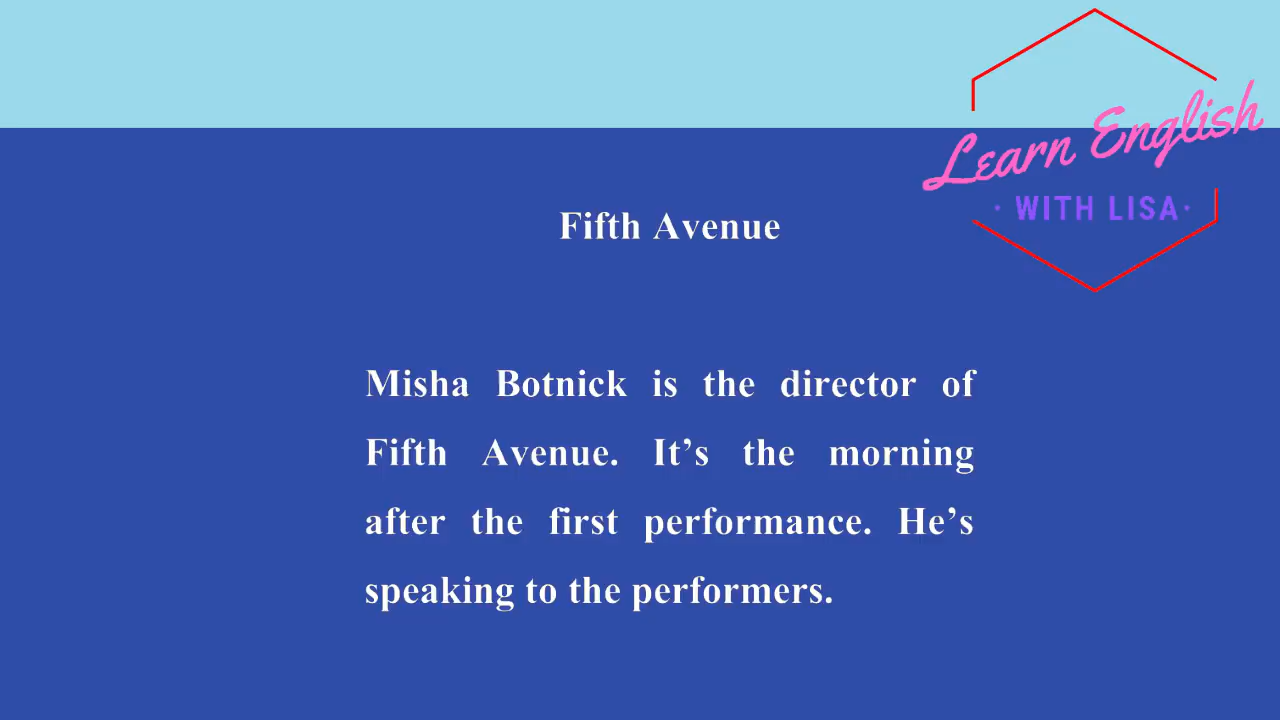 Learn English
· WITH LISA ·
Fifth Avenue
Misha Botnick is the director of
Fifth Avenue. It’s the morning
after the first performance. He’s
speaking to the performers.